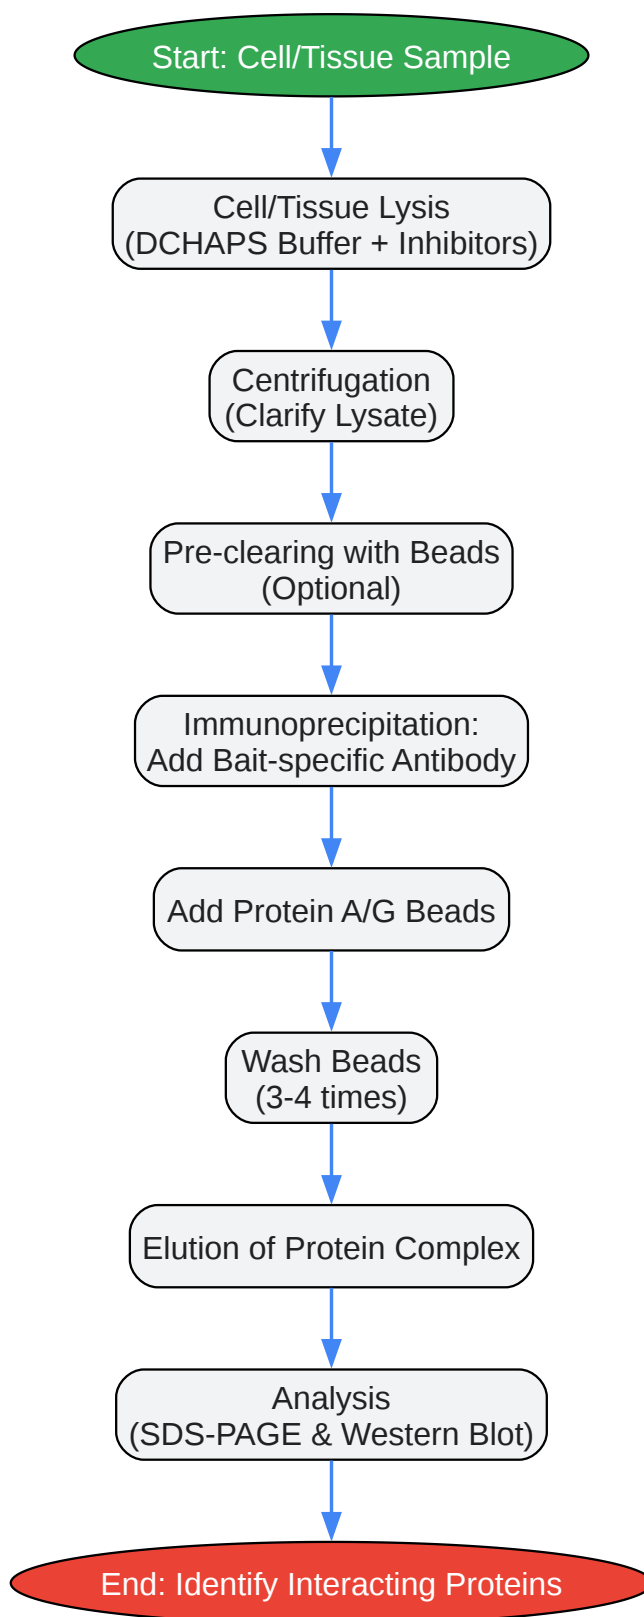 Start: Cell/Tissue Sample
Cell/Tissue Lysis
(DCHAPS Buffer + Inhibitors)
Centrifugation
(Clarify Lysate)
Pre-clearing with Beads
(Optional)
Immunoprecipitation:
Add Bait-specific Antibody
Add Protein A/G Beads
Wash Beads
(3-4 times)
Elution of Protein Complex
Analysis
(SDS-PAGE & Western Blot)
End: Identify Interacting Proteins